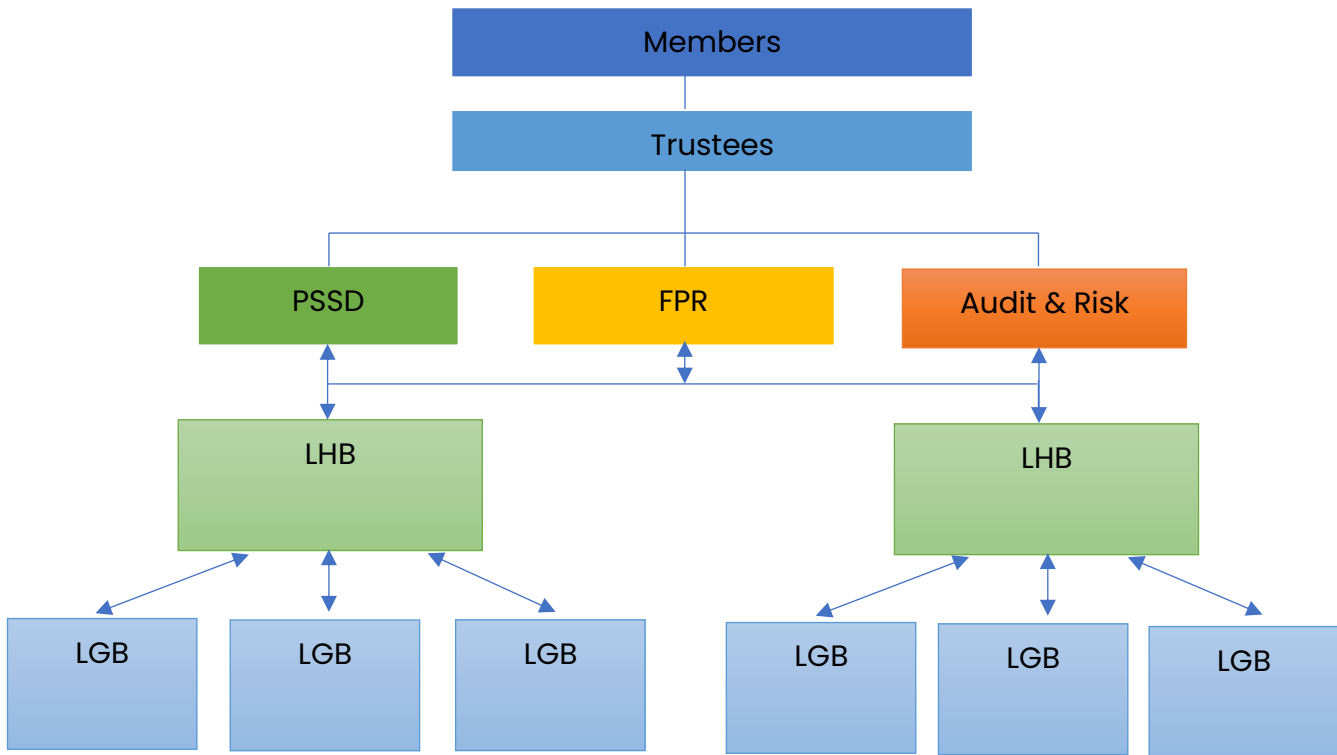 Members
Trustees
PSSD
FPR
Audit & Risk
LHB
LHB
LGB
LGB
LGB
LGB
LGB
LGB